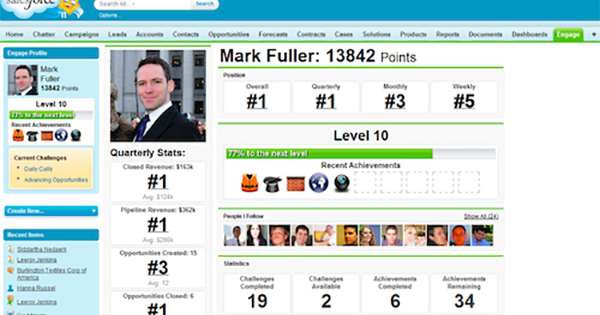 salesforce
Search All...
Search
Options...
Home Chatter Campaigns Leads Accounts Contacts Opportunities Forecasts Contracts Cases Solutions Products Reports Documents Dashboards Engage +
Engage Profile
Mark
Fuller
13842 Points
Level 10
77% to the next level
Recent Achievements
Current Challenges
Daily Calls
Advancing Opportunities
Create New...
Recent Items
Siddartha Nedaerk
Leeroy Jenkins
Burlington Textiles Corp of
America
Hanna Russel
Leeroy Jenking
Simulator
Quarterly Stats:
Closed Revenue: $163k
#1
Avg: $124k
Pipeline Revenue: $362k
#1
Avg: $286k
Opportunities Created: 15
#3
Avg: 12
Opportunities Closed: 6
#1
Mark Fuller: 13842 Points
Position
Overall Quarterly Monthly Weekly
#1 #1 #3 #5
Level 10
77% to the next level
Recent Achievements
People I Follow
Show All (24)
Statistics
Challenges Completed
19
Challenges Available
2
Achievements Completed
6
Achievements Remaining
34